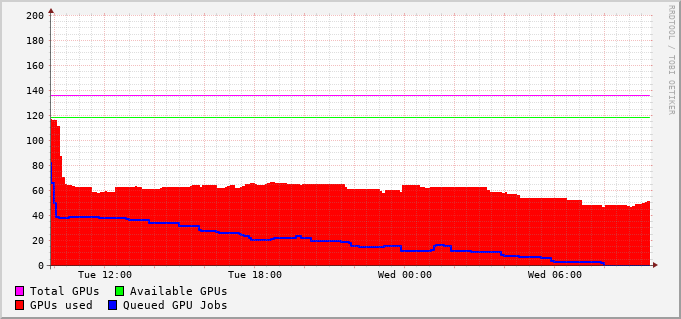 200
180
160
140
120
100
80
60
40
20
0
Tue 12:00 Tue 18:00 Wed 00:00 Wed 06:00
Total GPUs Available GPUs
GPUs used Queued GPU Jobs
RRDTOOL / TOBI OETIKER